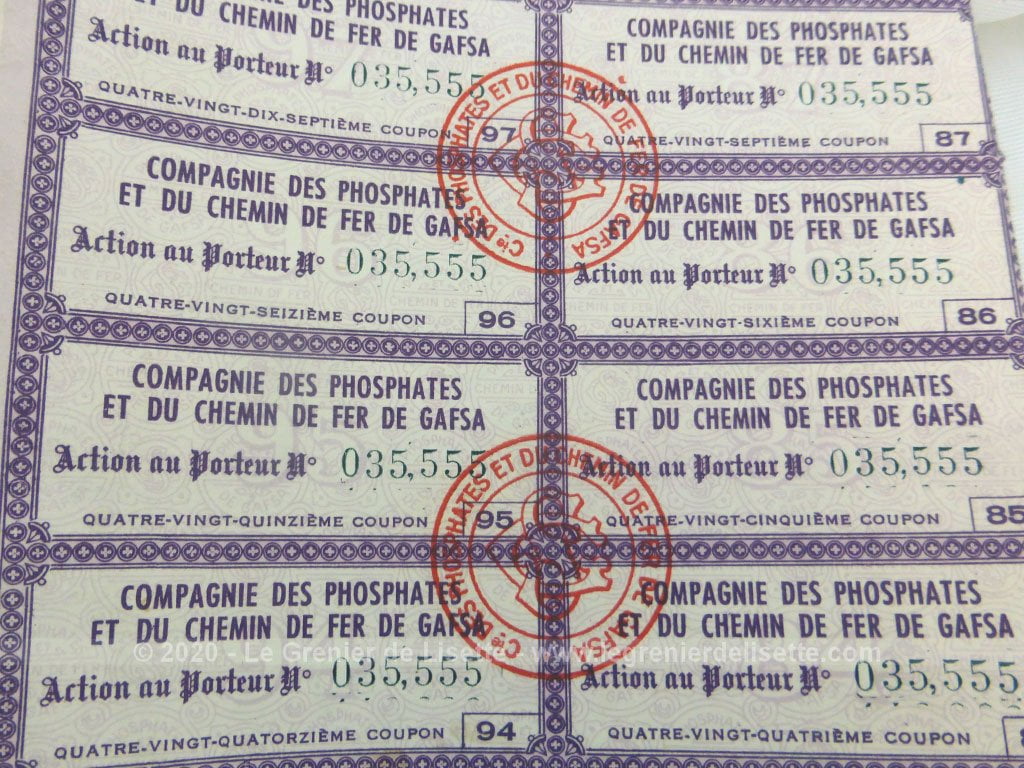 DES PHOSPHATES
ET DU CHEMIN DE FER DE GAFSA
Action au Porteur N° 035,555
QUATRE-VINGT-DIX-SEPTIÈME COUPON 97
COMPAGNIE DES PHOSPHATES
ET DU CHEMIN DE FER DE GAFSA
Action au Porteur N° 035,555
QUATRE-VINGT-SEPTIÈME COUPON 87
Cie DES PHOSPHATES ET DU CHEMIN DE FER DE GAFSA
COMPAGNIE DES PHOSPHATES
ET DU CHEMIN DE FER DE GAFSA
Action au Porteur N° 035,555
QUATRE-VINGT-SEIZIÈME COUPON 96
COMPAGNIE DES PHOSPHATES
ET DU CHEMIN DE FER DE GAFSA
Action au Porteur N° 035,555
QUATRE-VINGT-SIXIÈME COUPON 86
COMPAGNIE DES PHOSPHATES
ET DU CHEMIN DE FER DE GAFSA
Action au Porteur N° 035,555
QUATRE-VINGT-QUINZIÈME COUPON 95
COMPAGNIE DES PHOSPHATES
ET DU CHEMIN DE FER DE GAFSA
Action au Porteur N° 035,555
QUATRE-VINGT-CINQUIÈME COUPON 85
Cie DES PHOSPHATES ET DU CHEMIN DE FER DE GAFSA
COMPAGNIE DES PHOSPHATES
ET DU CHEMIN DE FER DE GAFSA
Action au Porteur N° 035,555
QUATRE-VINGT-QUATORZIÈME COUPON 94
COMPAGNIE DES PHOSPHATES
ET DU CHEMIN DE FER DE GAFSA
Action au Porteur N° 035,555
QUATRE-VINGT-QUATRIÈME COUPON
© 2020 - Le Grenier de Lisette - www.legrenierdelisette.com